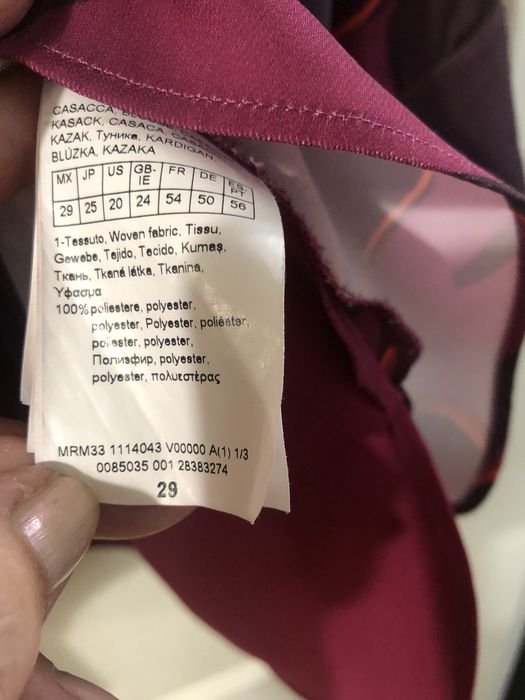 CASACCA,
KASACK, CASACA,
KAZAK, Туника, KARDIGAN,
BLÚZKA, KAZAKA
MX JP US GB-IE FR DE ES-PT
29 25 20 24 54 50 56
1-Tessuto, Woven fabric, Tissu,
Gewebe, Tejido, Tecido, Kumaş,
Ткань, Tkané látka, Tkanina,
Ύφασμα
100% poliestere, polyester,
polyester, Polyester, poliéster,
poliester, polyester,
Полиэфир, polyester,
polyester, πολυεστέρας
MRM33 1114043 V00000 A(1) 1/3
0085035 001 28383274
29